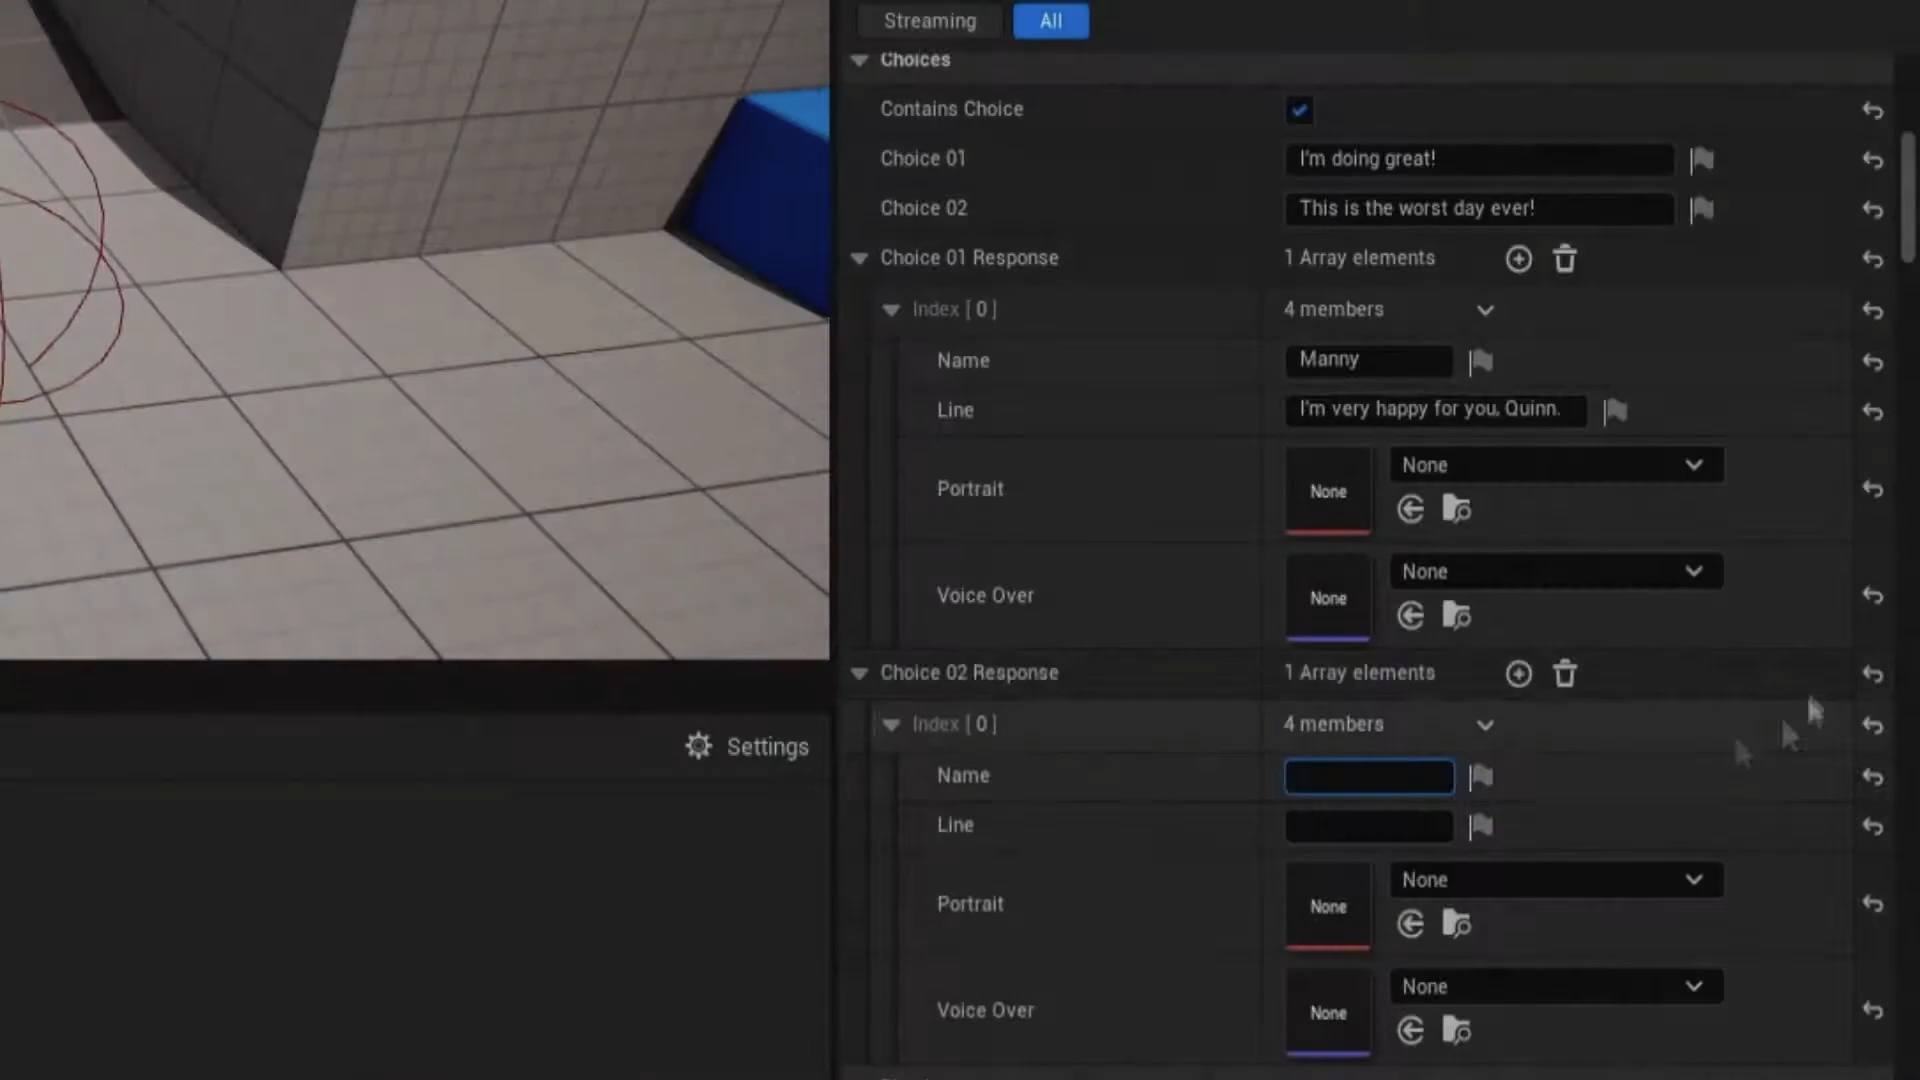 Streaming
All
Choices
Contains Choice
Choice 01
I'm doing great!
Choice 02
This is the worst day ever!
Choice 01 Response
1 Array elements
Index [ 0 ]
4 members
Name
Manny
Line
I'm very happy for you, Quinn.
Portrait
None
None
Voice Over
None
None
Choice 02 Response
1 Array elements
Index [ 0 ]
4 members
Settings
Name
Line
Portrait
None
None
Voice Over
None
None